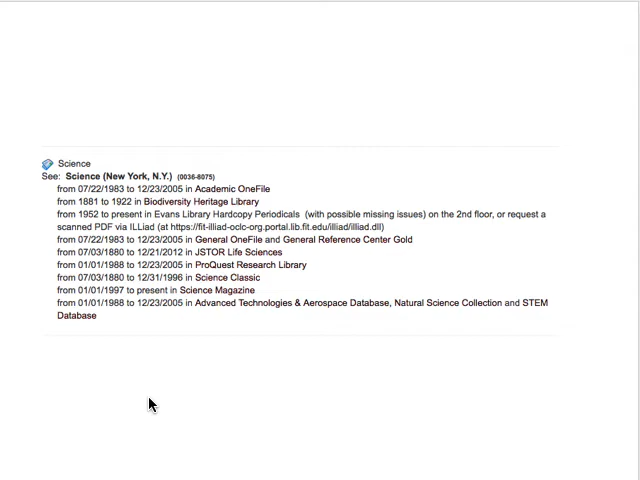 Science
See: Science (New York, N.Y.) (0036-8075)
from 07/22/1983 to 12/23/2005 in Academic OneFile
from 1881 to 1922 in Biodiversity Heritage Library
from 1952 to present in Evans Library Hardcopy Periodicals (with possible missing issues) on the 2nd floor, or request a
scanned PDF via ILLiad (at https://fit-illiad-oclc-org.portal.lib.fit.edu/illiad/illiad.dll)
from 07/22/1983 to 12/23/2005 in General OneFile and General Reference Center Gold
from 07/03/1880 to 12/21/2012 in JSTOR Life Sciences
from 01/01/1988 to 12/23/2005 in ProQuest Research Library
from 07/03/1880 to 12/31/1996 in Science Classic
from 01/01/1997 to present in Science Magazine
from 01/01/1988 to 12/23/2005 in Advanced Technologies & Aerospace Database, Natural Science Collection and STEM
Database